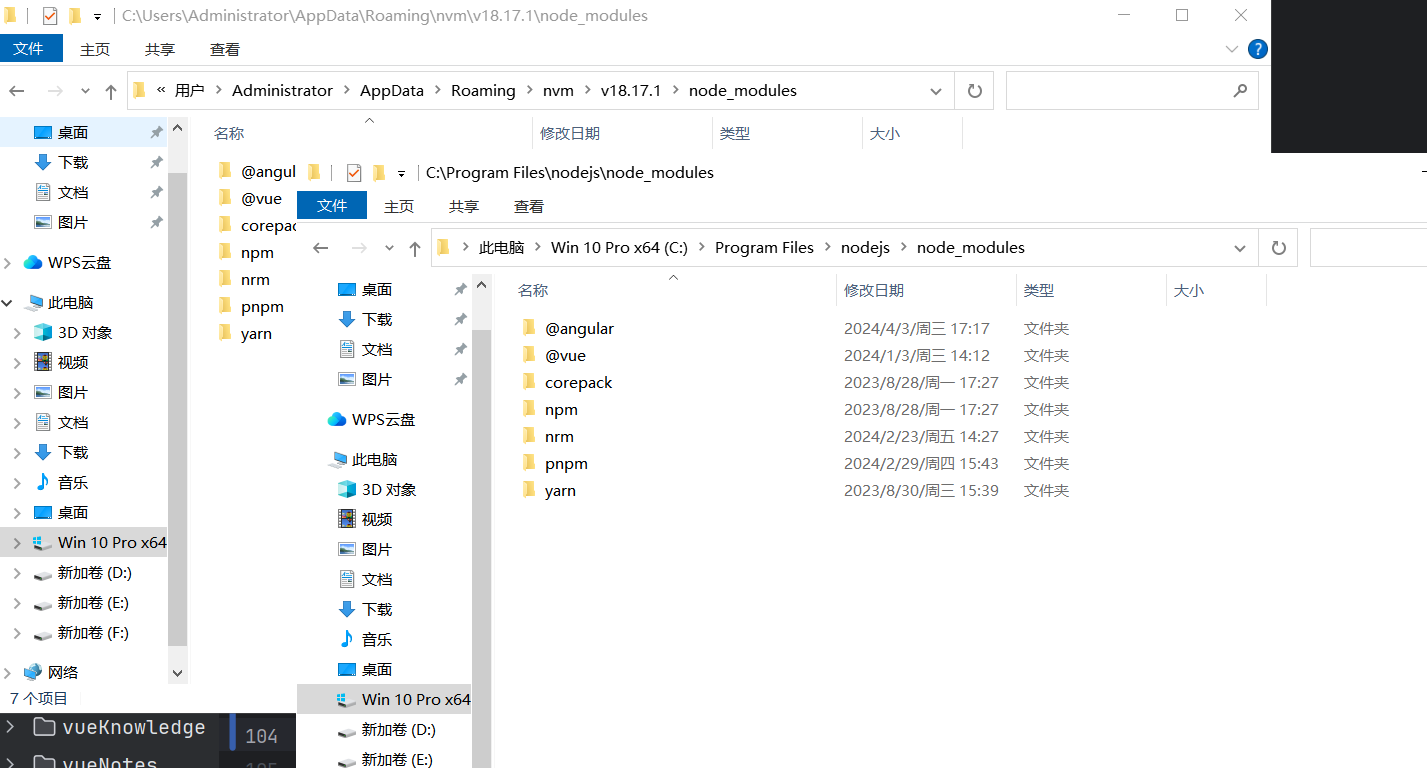 C:\Users\Administrator\AppData\Roaming\nvm\v18.17.1\node_modules
文件 主页 共享 查看
« 用户 > Administrator > AppData > Roaming > nvm > v18.17.1 > node_modules
名称 修改日期 类型 大小
桌面
下载
文档
图片
WPS云盘
此电脑
3D 对象
视频
图片
文档
下载
音乐
桌面
Win 10 Pro x64
新加卷 (D:)
新加卷 (E:)
新加卷 (F:)
网络
7 个项目
@angul
@vue
corepac
npm
nrm
pnpm
yarn
C:\Program Files\nodejs\node_modules
文件 主页 共享 查看
> 此电脑 > Win 10 Pro x64 (C:) > Program Files > nodejs > node_modules
名称 修改日期 类型 大小
桌面
下载
文档
图片
WPS云盘
此电脑
3D 对象
视频
图片
文档
下载
音乐
桌面
Win 10 Pro x64
新加卷 (D:)
新加卷 (E:)
@angular 2024/4/3/周三 17:17 文件夹
@vue 2024/1/3/周三 14:12 文件夹
corepack 2023/8/28/周一 17:27 文件夹
npm 2023/8/28/周一 17:27 文件夹
nrm 2024/2/23/周五 14:27 文件夹
pnpm 2024/2/29/周四 15:43 文件夹
yarn 2023/8/30/周三 15:39 文件夹
vueKnowledge
104
vueNotes